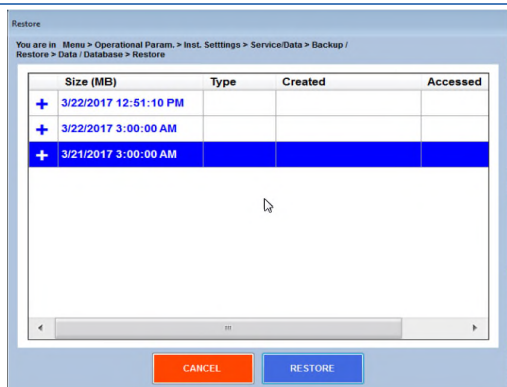 Restore
You are in Menu > Operational Param. > Inst. Setttings > Service/Data > Backup /
Restore > Data / Database > Restore
Size (MB) Type Created Accessed
+ 3/22/2017 12:51:10 PM
+ 3/22/2017 3:00:00 AM
+ 3/21/2017 3:00:00 AM
CANCEL RESTORE